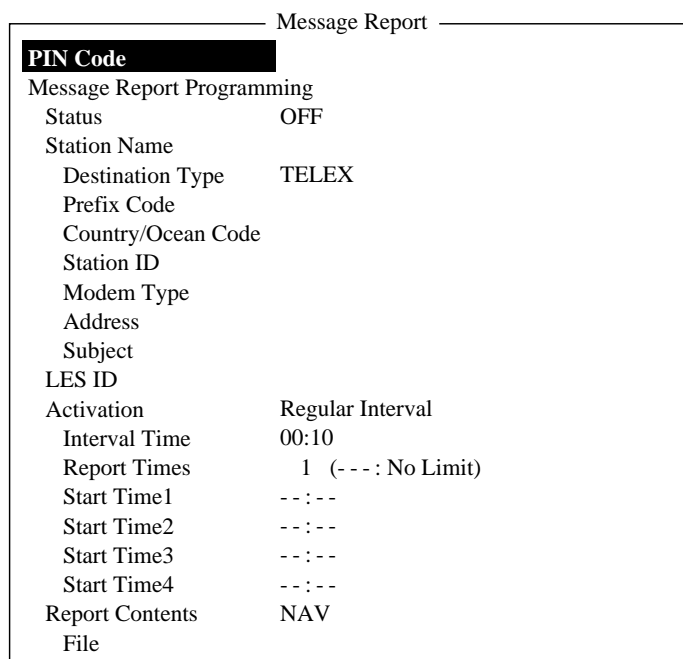 Message Report
PIN Code
Message Report Programming
Status OFF
Station Name
Destination Type TELEX
Prefix Code
Country/Ocean Code
Station ID
Modem Type
Address
Subject
LES ID
Activation Regular Interval
Interval Time 00:10
Report Times 1 (- - - : No Limit)
Start Time1 - - : - -
Start Time2 - - : - -
Start Time3 - - : - -
Start Time4 - - : - -
Report Contents NAV
File